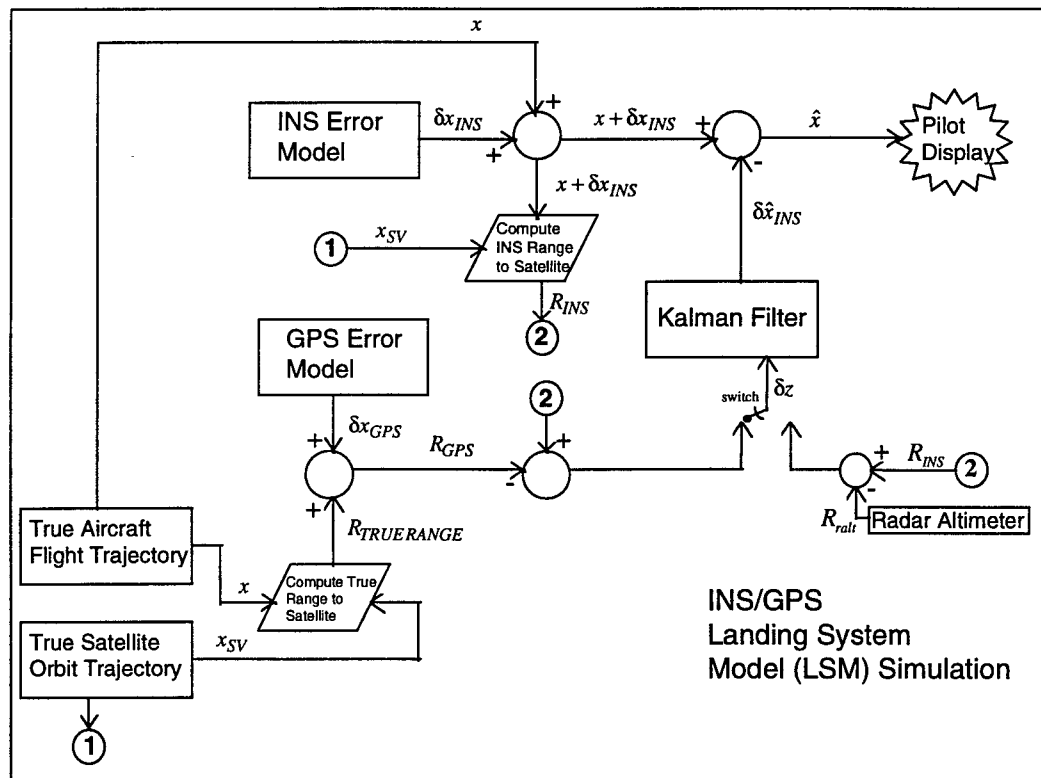 x
INS Error
Model
δx_INS
+
+
x + δx_INS
+
-
x̂
Pilot
Display
x + δx_INS
δx̂_INS
1
x_SV
Compute
INS Range
to Satellite
R_INS
2
Kalman Filter
GPS Error
Model
δx_GPS
2
switch
δz
+
+
R_GPS
-
+
+
-
R_INS
2
R_ralt
Radar Altimeter
R_TRUERANGE
True Aircraft
Flight Trajectory
x
Compute True
Range to
Satellite
True Satellite
Orbit Trajectory
x_SV
1
INS/GPS
Landing System
Model (LSM) Simulation